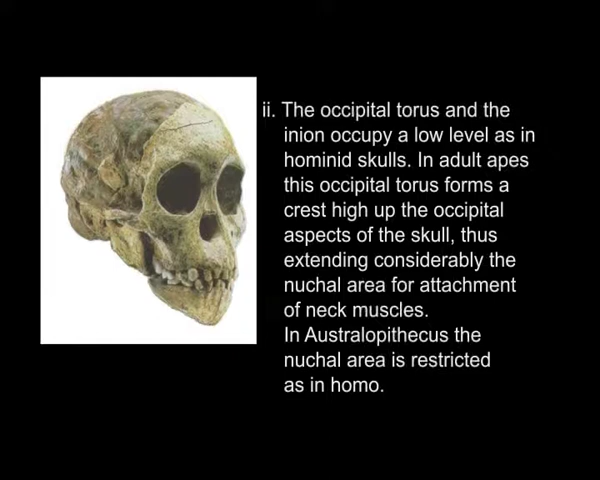 ii. The occipital torus and the
inion occupy a low level as in
hominid skulls. In adult apes
this occipital torus forms a
crest high up the occipital
aspects of the skull, thus
extending considerably the
nuchal area for attachment
of neck muscles.
In Australopithecus the
nuchal area is restricted
as in homo.